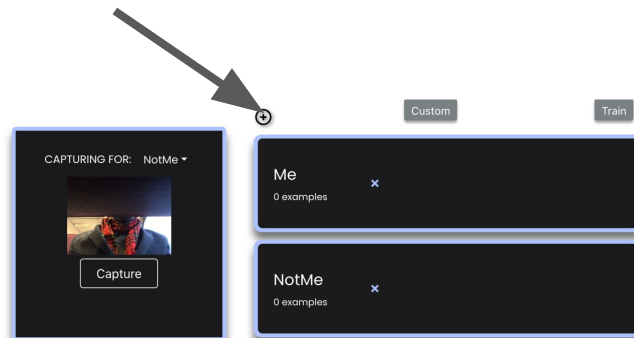 Custom
Train
CAPTURING FOR: NotMe
Capture
Me
0 examples
NotMe
0 examples